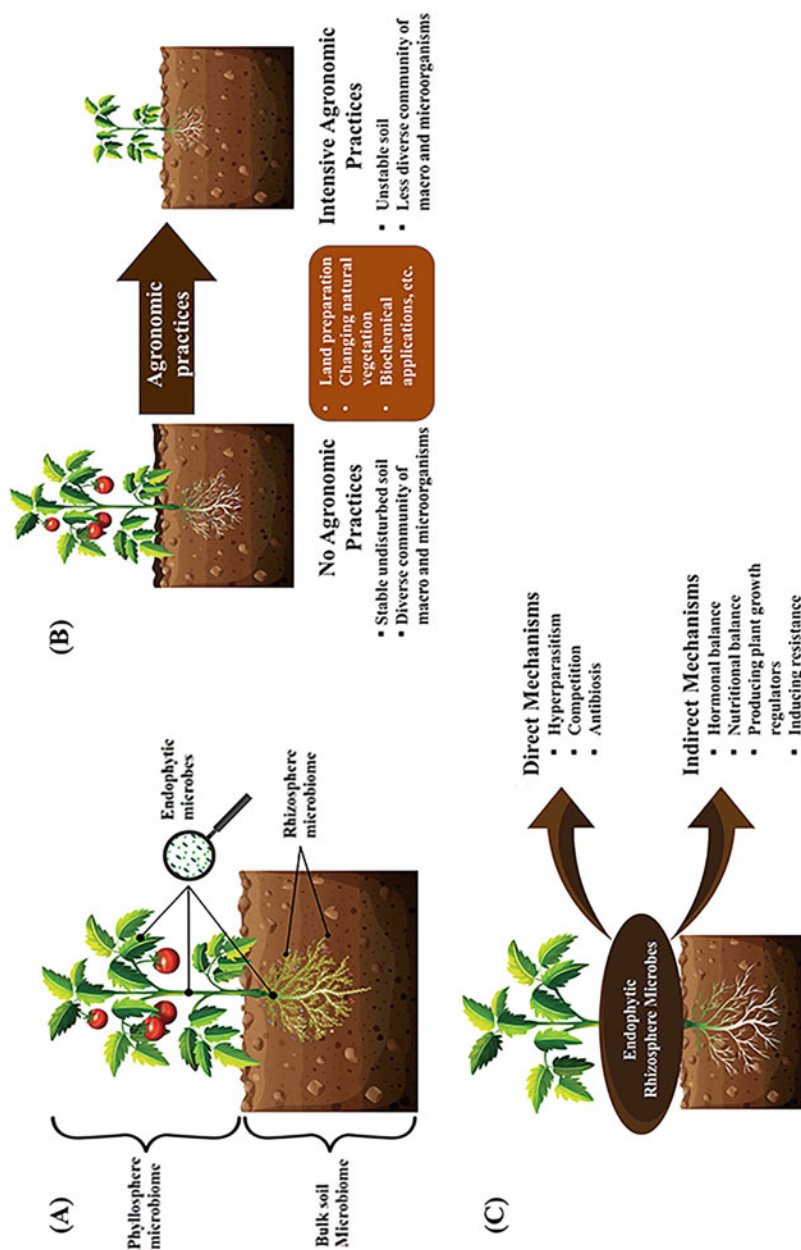 (A)
Phyllosphere
microbiome
Bulk soil
Microbiome
Endophytic
microbes
Rhizosphere
microbiome
(B)
Agronomic
practices
No Agronomic
Practices
▪ Stable undisturbed soil
▪ Diverse community of
macro and microorganisms
• Land preparation
• Changing natural
vegetation
• Biochemical
applications, etc.
Intensive Agronomic
Practices
▪ Unstable soil
▪ Less diverse community of
macro and microorganisms
(C)
Endophytic
Rhizosphere Microbes
Direct Mechanisms
▪ Hyperparasitism
▪ Competition
▪ Antibiosis
Indirect Mechanisms
▪ Hormonal balance
▪ Nutritional balance
▪ Producing plant growth
regulators
▪ Inducing resistance